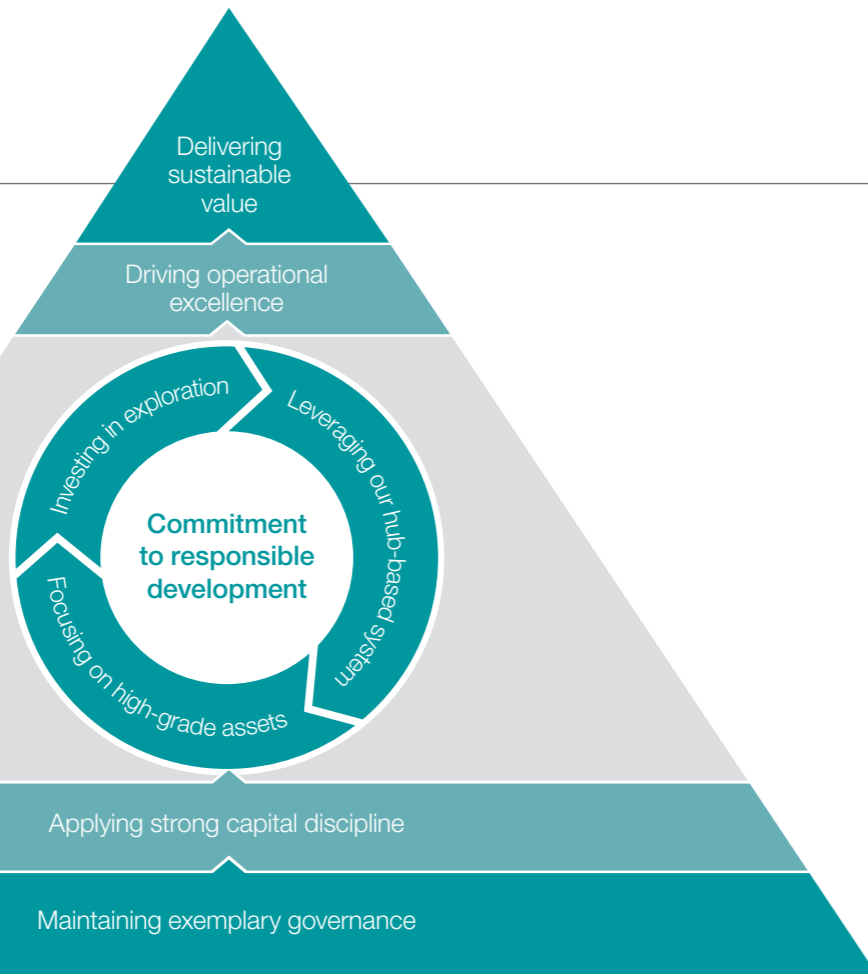 Delivering
sustainable
value
Driving operational
excellence
Investing in exploration
Leveraging our hub-based system
Focusing on high-grade assets
Commitment
to responsible
development
Applying strong capital discipline
Maintaining exemplary governance